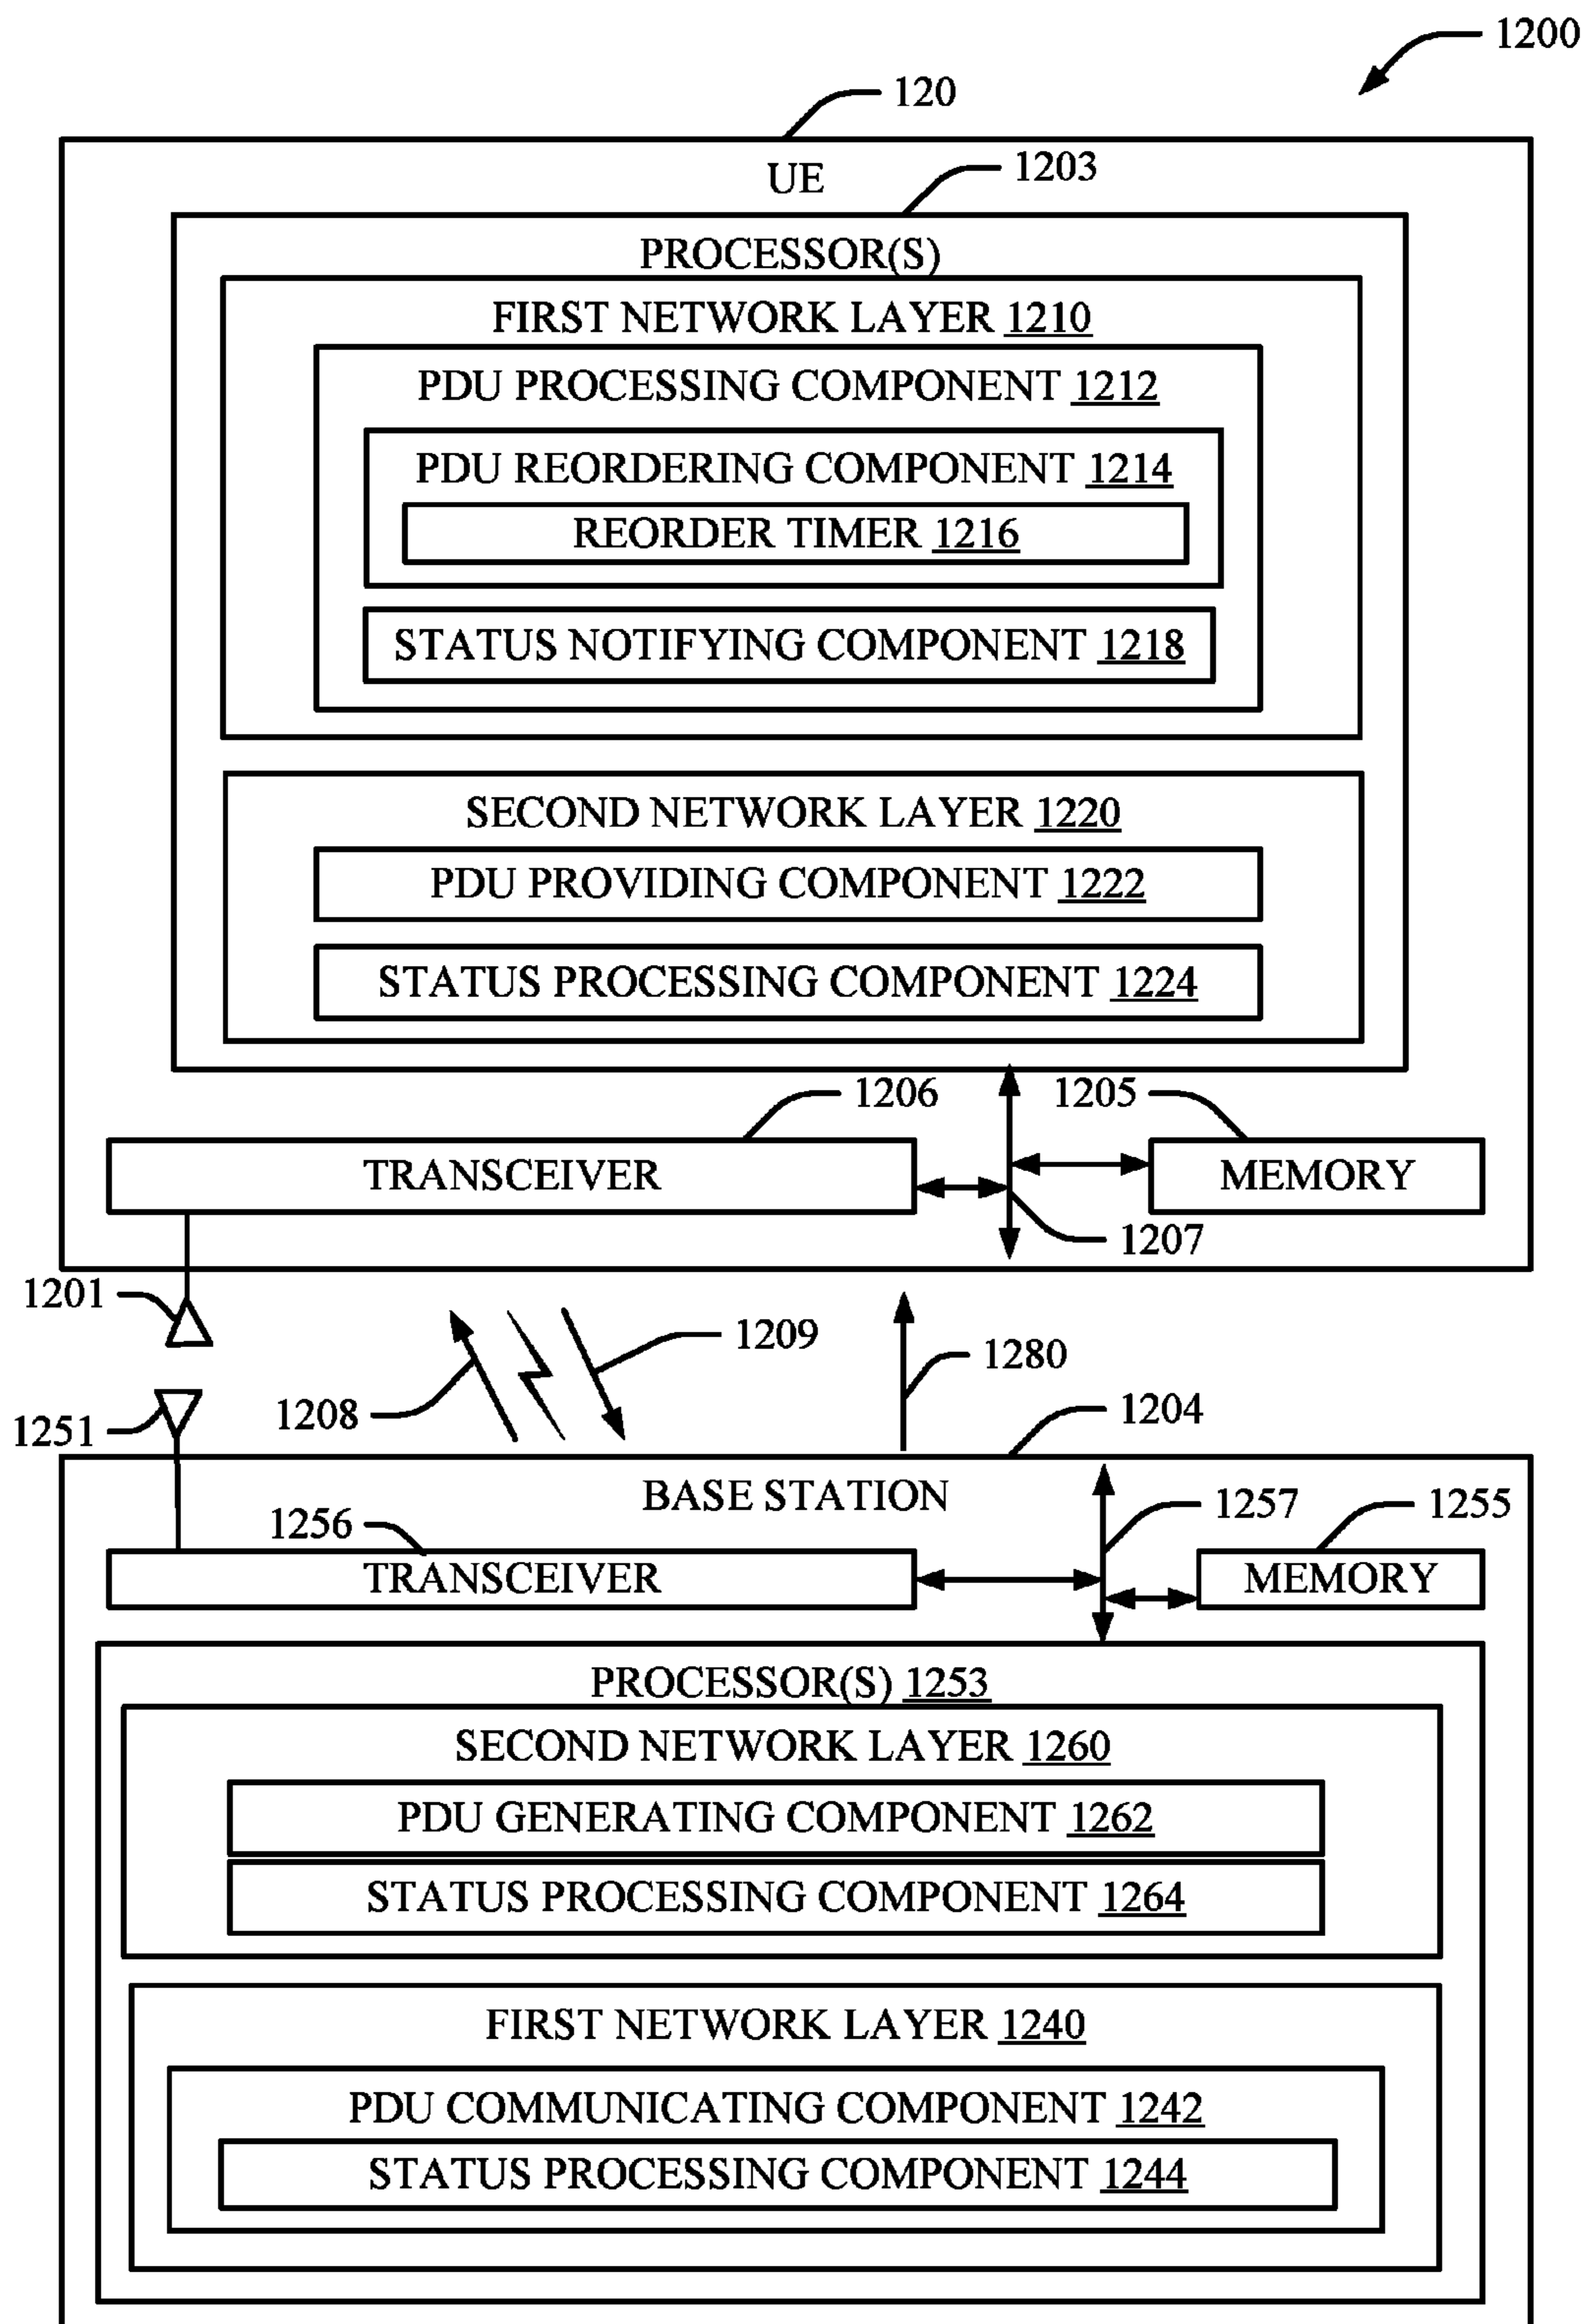 1200
120
UE
1203
PROCESSOR(S)
FIRST NETWORK LAYER 1210
PDU PROCESSING COMPONENT 1212
PDU REORDERING COMPONENT 1214
REORDER TIMER 1216
STATUS NOTIFYING COMPONENT 1218
SECOND NETWORK LAYER 1220
PDU PROVIDING COMPONENT 1222
STATUS PROCESSING COMPONENT 1224
1206
1205
TRANSCEIVER
MEMORY
1207
1201
1209
1280
1208
1204
1251
BASE STATION
1257
1255
1256
TRANSCEIVER
MEMORY
PROCESSOR(S) 1253
SECOND NETWORK LAYER 1260
PDU GENERATING COMPONENT 1262
STATUS PROCESSING COMPONENT 1264
FIRST NETWORK LAYER 1240
PDU COMMUNICATING COMPONENT 1242
STATUS PROCESSING COMPONENT 1244